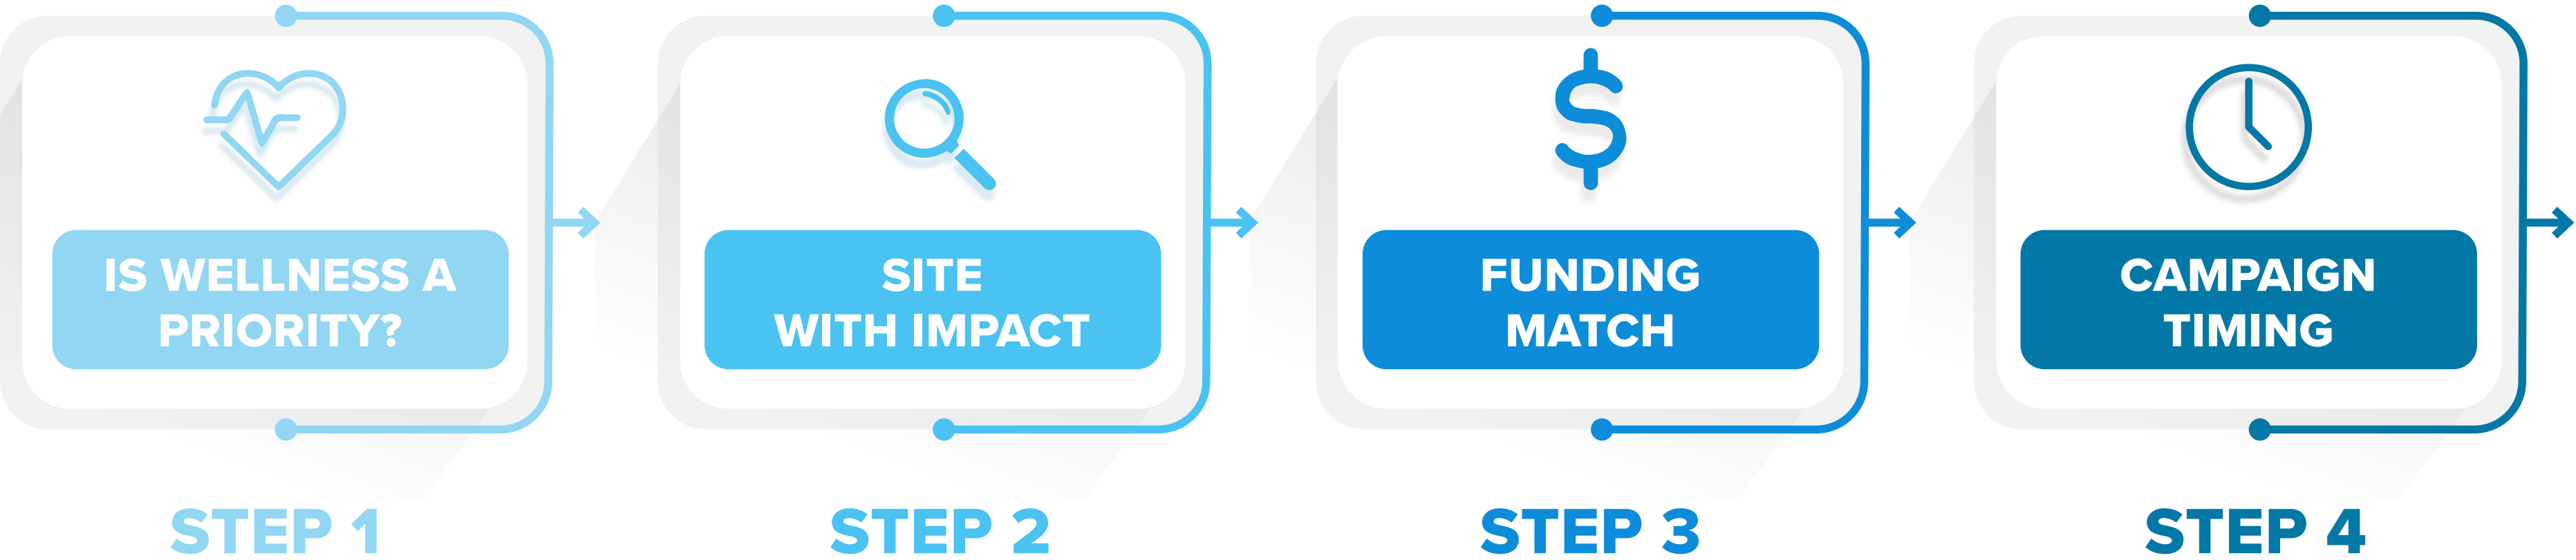 IS WELLNESS A
PRIORITY?
STEP 1
SITE
WITH IMPACT
STEP 2
FUNDING
MATCH
STEP 3
CAMPAIGN
TIMING
STEP 4